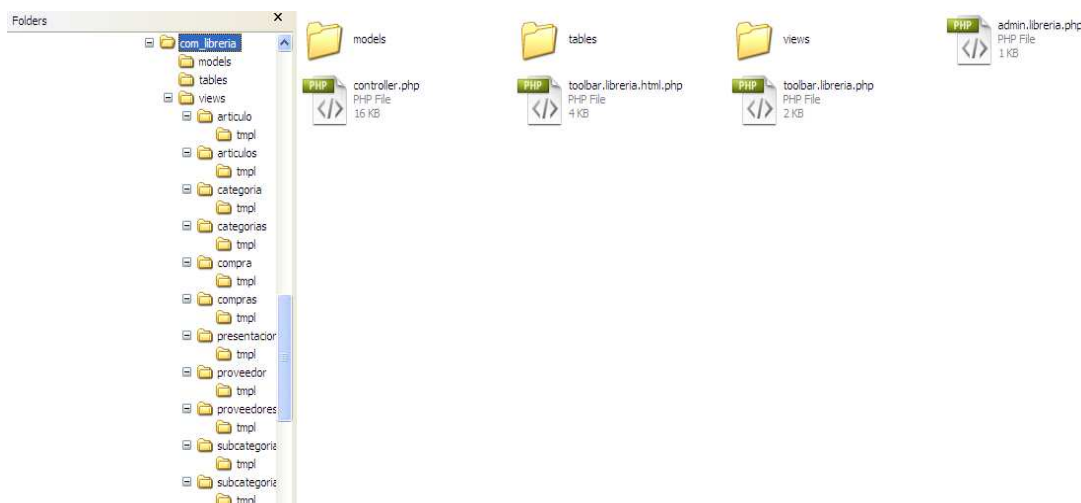 Folders
x
com_libreria
models
tables
views
articulo
tmpl
articulos
tmpl
categoria
tmpl
categorias
tmpl
compra
tmpl
compras
tmpl
presentacior
tmpl
proveedor
tmpl
proveedores
tmpl
subcategoria
tmpl
subcategoria
tmpl
models
tables
views
PHP
admin.libreria.php
PHP File
1 KB
PHP
controller.php
PHP File
16 KB
PHP
toolbar.libreria.html.php
PHP File
4 KB
PHP
toolbar.libreria.php
PHP File
2 KB